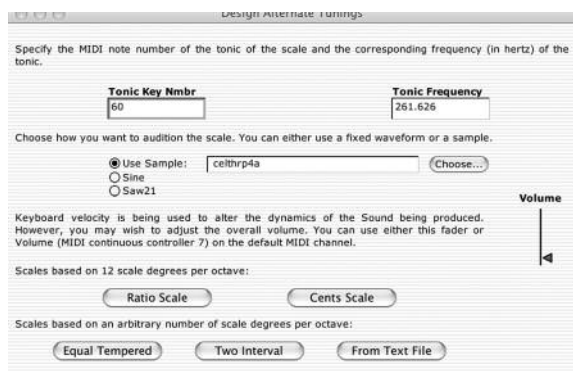 Design Alternate Tunings
Specify the MIDI note number of the tonic of the scale and the corresponding frequency (in hertz) of the
tonic.
Tonic Key Nmbr Tonic Frequency
60 261.626
Choose how you want to audition the scale. You can either use a fixed waveform or a sample.
Use Sample: celthrp4a Choose...
Sine
Saw21
Volume
Keyboard velocity is being used to alter the dynamics of the Sound being produced.
However, you may wish to adjust the overall volume. You can use either this fader or
Volume (MIDI continuous controller 7) on the default MIDI channel.
Scales based on 12 scale degrees per octave:
Ratio Scale Cents Scale
Scales based on an arbitrary number of scale degrees per octave:
Equal Tempered Two Interval From Text File